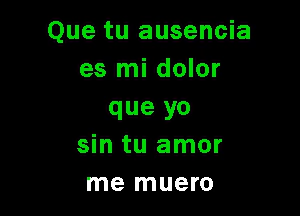 Que tu ausencia
es mi dolor
que yo
sin tu amor
me muero